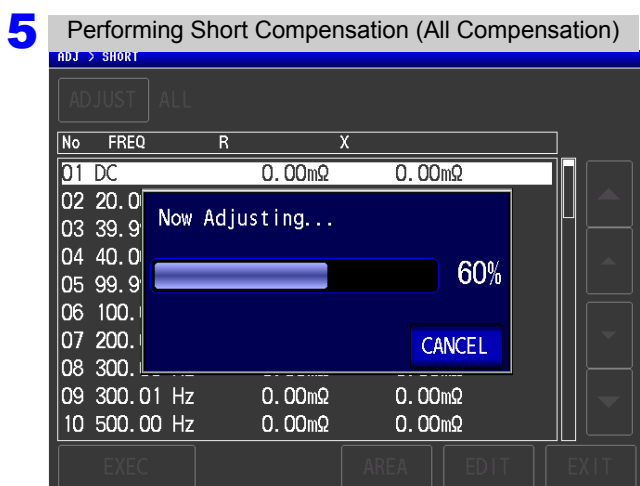 5 Performing Short Compensation (All Compensation)
ADJ > SHORT
ADJUST ALL
No FREQ R X
01 DC 0.00mΩ 0.00mΩ
02 20.0
03 39.9
04 40.0
05 99.9
06 100.
07 200.
08 300.
09 300.01 Hz 0.00mΩ 0.00mΩ
10 500.00 Hz 0.00mΩ 0.00mΩ
Now Adjusting...
60%
CANCEL
EXEC AREA EDIT EXIT